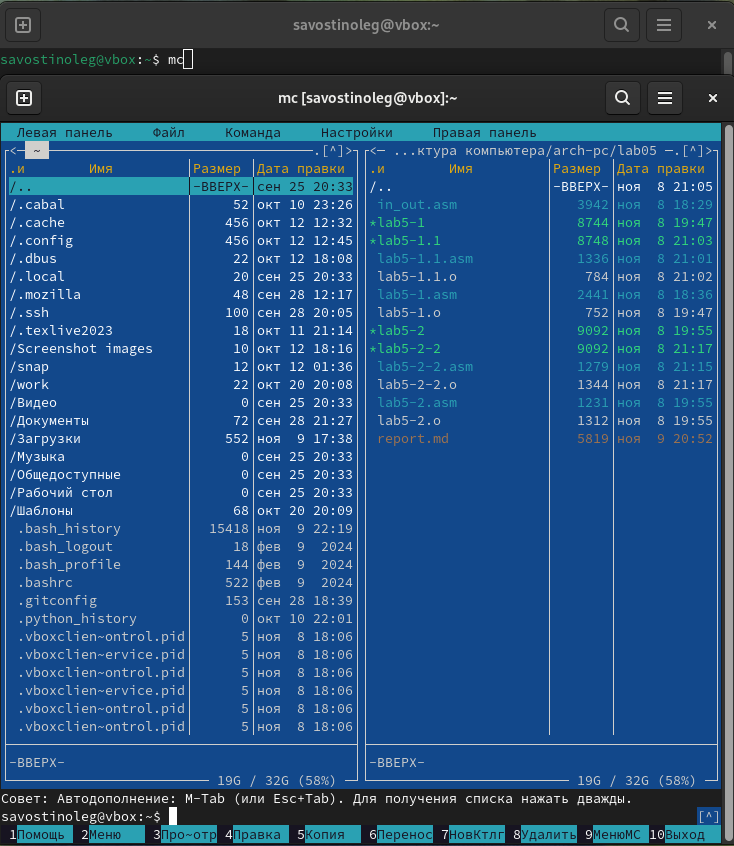 savostinoleg@vbox:~
savostinoleg@vbox:~$ mc
mc [savostinoleg@vbox]:~
Левая панель Файл Команда Настройки Правая панель
<— ~ .[^]> <— ...ктура компьютера/arch-pc/lab05 —.[^]>
.и Имя Размер Дата правки .и Имя Размер Дата правки
/.. -ВВЕРХ- сен 25 20:33 /.. -ВВЕРХ- ноя 8 21:05
/.cabal 52 окт 10 23:26 in_out.asm 3942 ноя 8 18:29
/.cache 456 окт 12 12:32 *lab5-1 8744 ноя 8 19:47
/.config 456 окт 12 12:45 *lab5-1.1 8748 ноя 8 21:03
/.dbus 22 окт 12 18:08 lab5-1.1.asm 1336 ноя 8 21:01
/.local 20 сен 25 20:33 lab5-1.1.o 784 ноя 8 21:02
/.mozilla 48 сен 28 12:17 lab5-1.asm 2441 ноя 8 18:36
/.ssh 100 сен 28 20:05 lab5-1.o 752 ноя 8 19:47
/.texlive2023 18 окт 11 21:14 *lab5-2 9092 ноя 8 19:55
/Screenshot images 10 окт 12 18:16 *lab5-2-2 9092 ноя 8 21:17
/snap 12 окт 12 01:36 lab5-2-2.asm 1279 ноя 8 21:15
/work 22 окт 20 20:08 lab5-2-2.o 1344 ноя 8 21:17
/Видео 0 сен 25 20:33 lab5-2.asm 1231 ноя 8 19:55
/Документы 72 сен 28 21:27 lab5-2.o 1312 ноя 8 19:55
/Загрузки 552 ноя 9 17:38 report.md 5819 ноя 9 20:52
/Музыка 0 сен 25 20:33
/Общедоступные 0 сен 25 20:33
/Рабочий стол 0 сен 25 20:33
/Шаблоны 68 окт 20 20:09
.bash_history 15418 ноя 9 22:19
.bash_logout 18 фев 9 2024
.bash_profile 144 фев 9 2024
.bashrc 522 фев 9 2024
.gitconfig 153 сен 28 18:39
.python_history 0 окт 10 22:01
.vboxclien~ontrol.pid 5 ноя 8 18:06
.vboxclien~ervice.pid 5 ноя 8 18:06
.vboxclien~ontrol.pid 5 ноя 8 18:06
.vboxclien~ervice.pid 5 ноя 8 18:06
.vboxclien~ontrol.pid 5 ноя 8 18:06
.vboxclien~ontrol.pid 5 ноя 8 18:06
-ВВЕРХ- -ВВЕРХ-
19G / 32G (58%) 19G / 32G (58%)
Совет: Автодополнение: M-Tab (или Esc+Tab). Для получения списка нажать дважды.
savostinoleg@vbox:~$ [^]
1Помощь 2Меню 3Про~отр 4Правка 5Копия 6Перенос 7НовКтлг 8Удалить 9МенюMC 10Выход